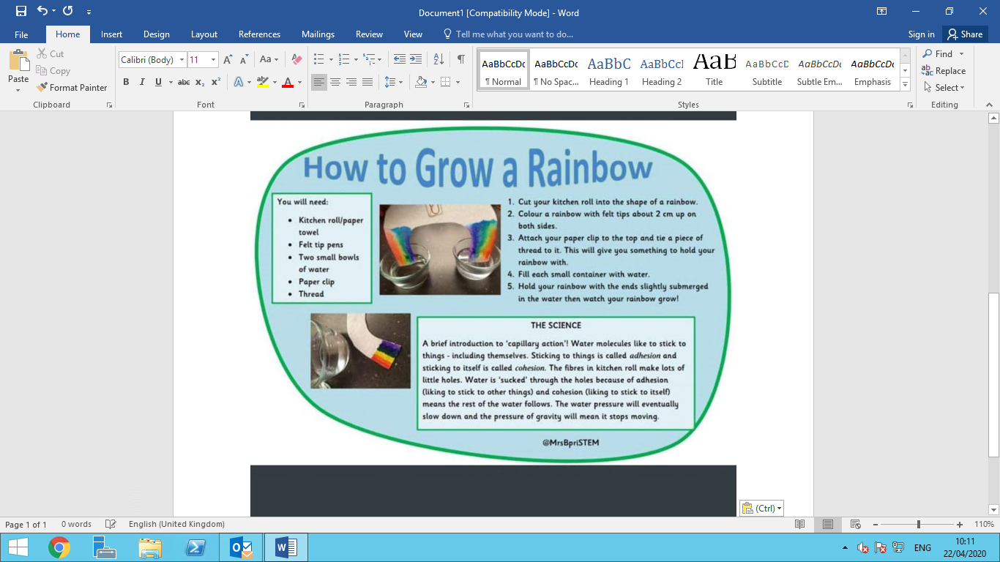 Document1 [Compatibility Mode] - Word
File
Home
Insert
Design
Layout
References
Mailings
Review
View
Tell me what you want to do...
Sign in
Share
Paste
Cut
Copy
Format Painter
Clipboard
Calibri (Body)
11
Aa
B I U abc x₂ x²
Font
Paragraph
AaBbCcDc
¶ Normal
AaBbCcDc
¶ No Spac...
AaBbC
Heading 1
AaBbCcI
Heading 2
AaB
Title
AaBbCcD
Subtitle
AaBbCcDc
Subtle Em...
AaBbCcDc
Emphasis
Styles
Find
Replace
Select
Editing
How to Grow a Rainbow
You will need:
• Kitchen roll/paper
towel
• Felt tip pens
• Two small bowls
of water
• Paper clip
• Thread
1. Cut your kitchen roll into the shape of a rainbow.
2. Colour a rainbow with felt tips about 2 cm up on
both sides.
3. Attach your paper clip to the top and tie a piece of
thread to it. This will give you something to hold your
rainbow with.
4. Fill each small container with water.
5. Hold your rainbow with the ends slightly submerged
in the water then watch your rainbow grow!
THE SCIENCE
A brief introduction to ‘capillary action’! Water molecules like to stick to
things - including themselves. Sticking to things is called adhesion and
sticking to itself is called cohesion. The fibres in kitchen roll make lots of
little holes. Water is ‘sucked’ through the holes because of adhesion
(liking to stick to other things) and cohesion (liking to stick to itself)
means the rest of the water follows. The water pressure will eventually
slow down and the pressure of gravity will mean it stops moving.
@MrsBpriSTEM
(Ctrl)
Page 1 of 1
0 words
English (United Kingdom)
110%
ENG
10:11
22/04/2020